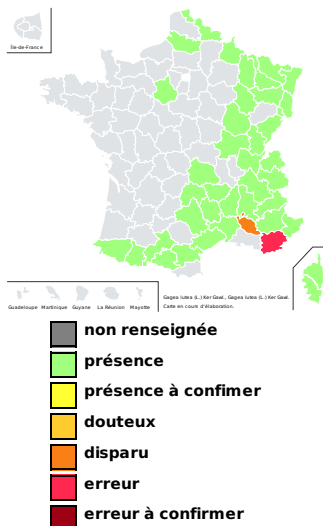 Île-de-France
Guadeloupe Martinique Guyane La Réunion Mayotte
Gagea lutea (L.) Ker Gawl., Gagea lutea (L.) Ker Gawl.
Carte en cours d'élaboration.
non renseignée
présence
présence à confimer
douteux
disparu
erreur
erreur à confirmer